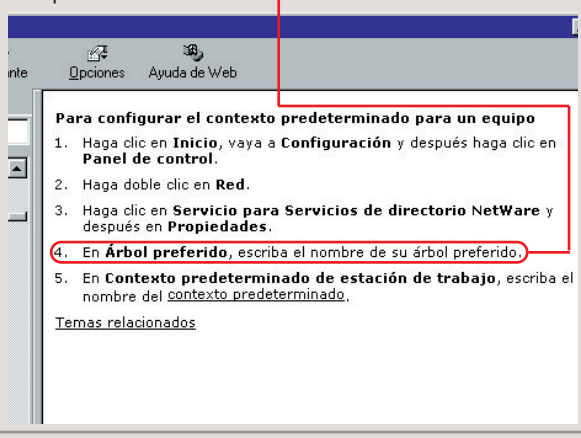 nte
Opciones
Ayuda de Web
Para configurar el contexto predeterminado para un equipo
1. Haga clic en Inicio, vaya a Configuración y después haga clic en
Panel de control.
2. Haga doble clic en Red.
3. Haga clic en Servicio para Servicios de directorio NetWare y
después en Propiedades.
4. En Árbol preferido, escriba el nombre de su árbol preferido.
5. En Contexto predeterminado de estación de trabajo, escriba el
nombre del contexto predeterminado.
Temas relacionados